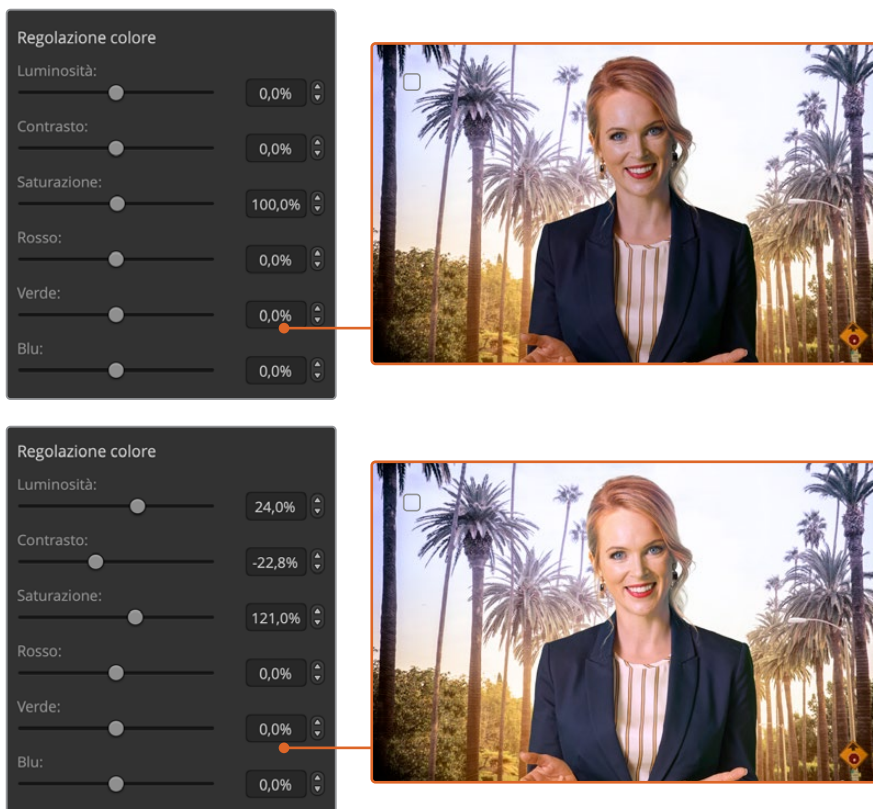 Regolazione colore
Luminosità:
0,0%
Contrasto:
0,0%
Saturazione:
100,0%
Rosso:
0,0%
Verde:
0,0%
Blu:
0,0%
Regolazione colore
Luminosità:
24,0%
Contrasto:
-22,8%
Saturazione:
121,0%
Rosso:
0,0%
Verde:
0,0%
Blu:
0,0%